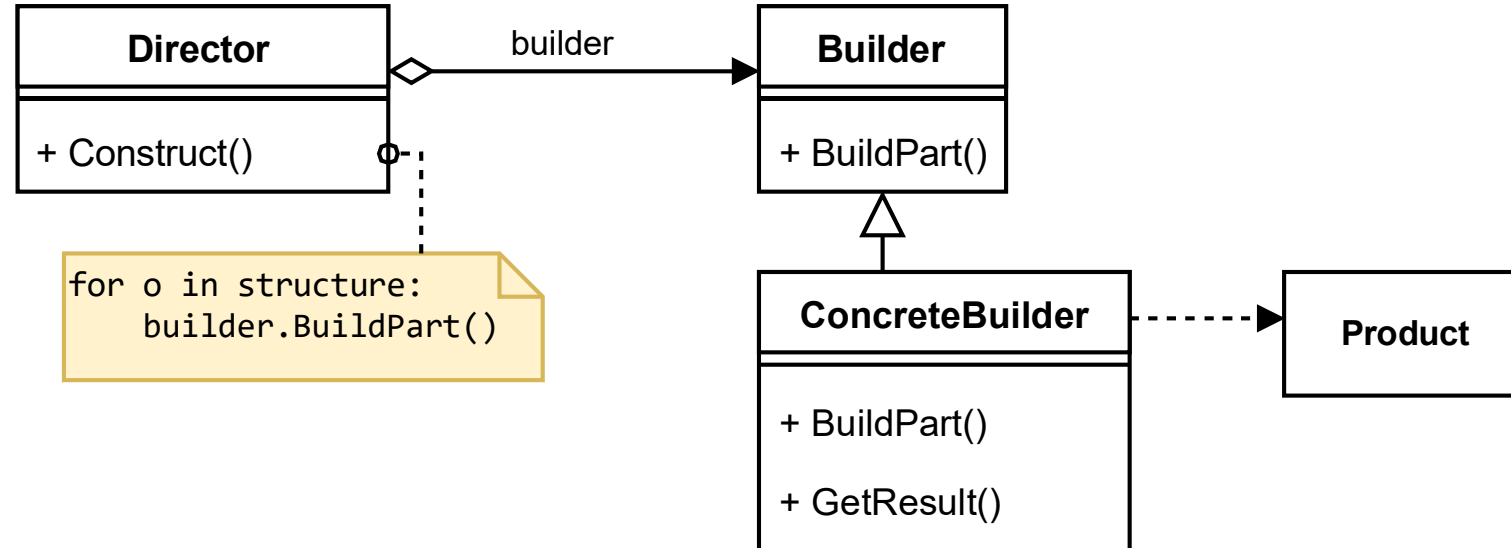 Director
builder
Builder
+ Construct()
+ BuildPart()
for o in structure:
    builder.BuildPart()
ConcreteBuilder
Product
+ BuildPart()
+ GetResult()